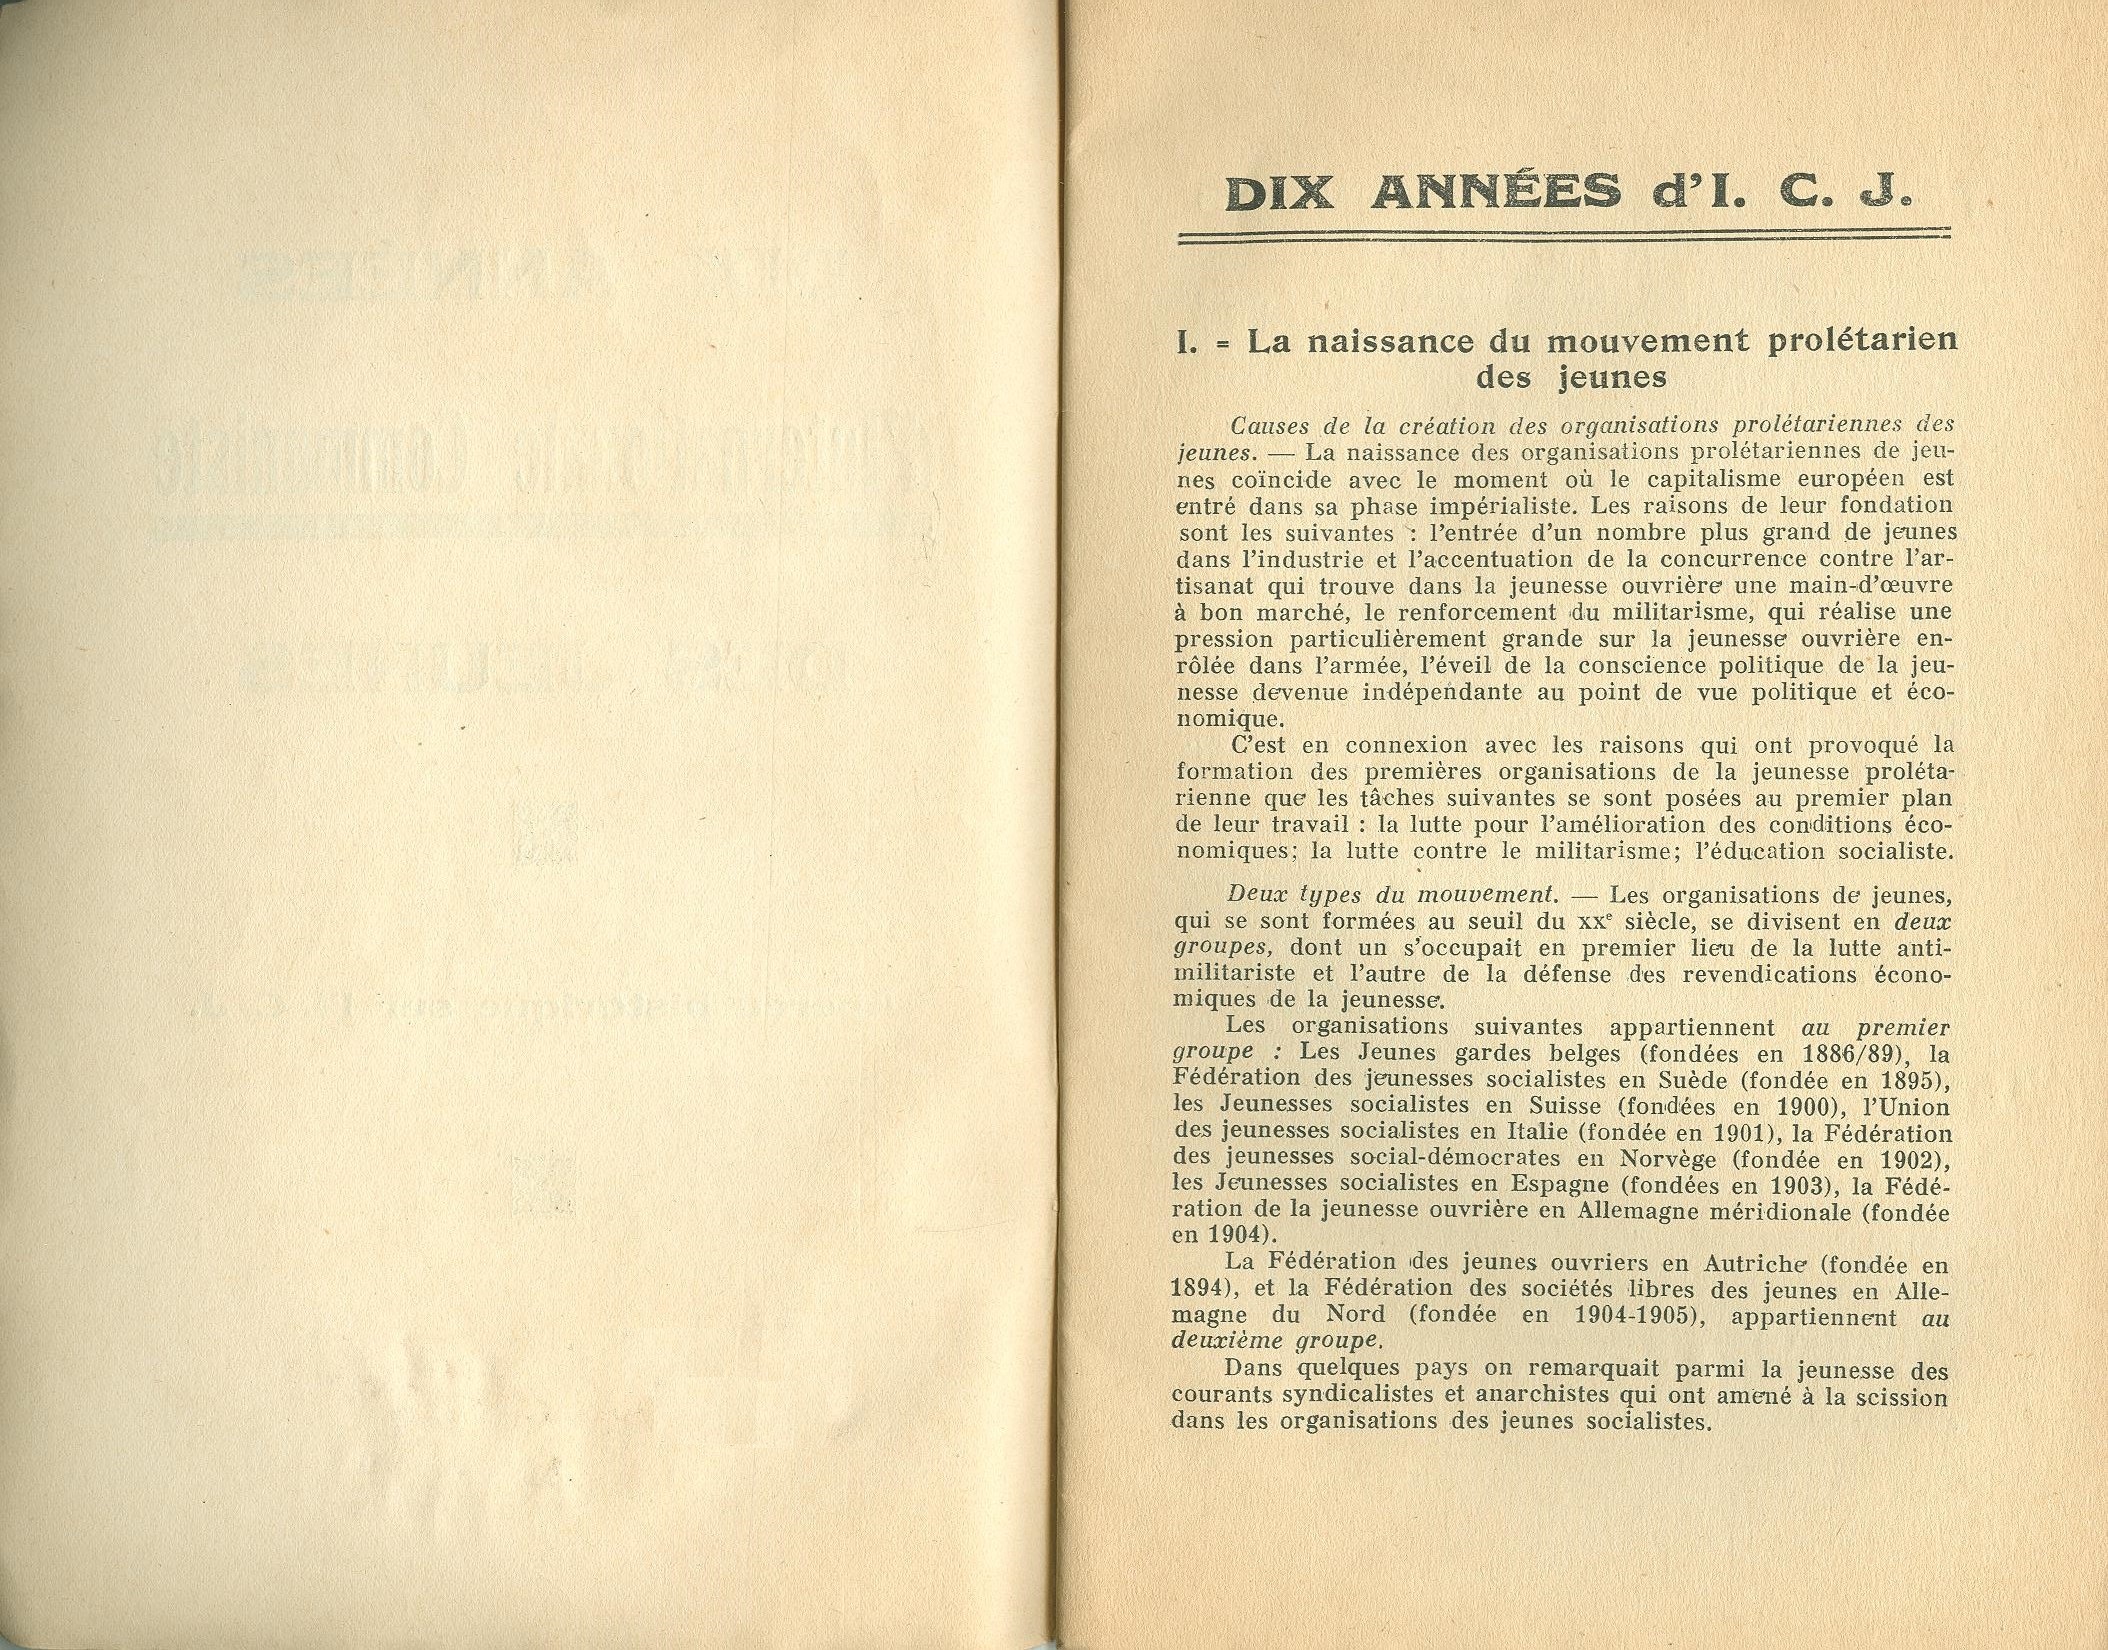 DIX ANNÉES d'I. C. J.
I. = La naissance du mouvement prolétarien
des jeunes
Causes de la création des organisations prolétariennes des
jeunes. — La naissance des organisations prolétariennes de jeu-
nes coïncide avec le moment où le capitalisme européen est
entré dans sa phase impérialiste. Les raisons de leur fondation
sont les suivantes : l'entrée d'un nombre plus grand de jeunes
dans l'industrie et l'accentuation de la concurrence contre l'ar-
tisanat qui trouve dans la jeunesse ouvrière une main-d'œuvre
à bon marché, le renforcement du militarisme, qui réalise une
pression particulièrement grande sur la jeunesse ouvrière en-
rôlée dans l'armée, l'éveil de la conscience politique de la jeu-
nesse devenue indépendante au point de vue politique et éco-
nomique.
C'est en connexion avec les raisons qui ont provoqué la
formation des premières organisations de la jeunesse proléta-
rienne que les tâches suivantes se sont posées au premier plan
de leur travail : la lutte pour l'amélioration des conditions éco-
nomiques; la lutte contre le militarisme; l'éducation socialiste.
Deux types du mouvement. — Les organisations de jeunes,
qui se sont formées au seuil du XXe siècle, se divisent en deux
groupes, dont un s'occupait en premier lieu de la lutte anti-
militariste et l'autre de la défense des revendications écono-
miques de la jeunesse.
Les organisations suivantes appartiennent au premier
groupe : Les Jeunes gardes belges (fondées en 1886/89), la
Fédération des jeunesses socialistes en Suède (fondée en 1895),
les Jeunesses socialistes en Suisse (fondées en 1900), l'Union
des jeunesses socialistes en Italie (fondée en 1901), la Fédération
des jeunesses social-démocrates en Norvège (fondée en 1902),
les Jeunesses socialistes en Espagne (fondées en 1903), la Fédé-
ration de la jeunesse ouvrière en Allemagne méridionale (fondée
en 1904).
La Fédération des jeunes ouvriers en Autriche (fondée en
1894), et la Fédération des sociétés libres des jeunes en Alle-
magne du Nord (fondée en 1904-1905), appartiennent au
deuxième groupe.
Dans quelques pays on remarquait parmi la jeunesse des
courants syndicalistes et anarchistes qui ont amené à la scission
dans les organisations des jeunes socialistes.